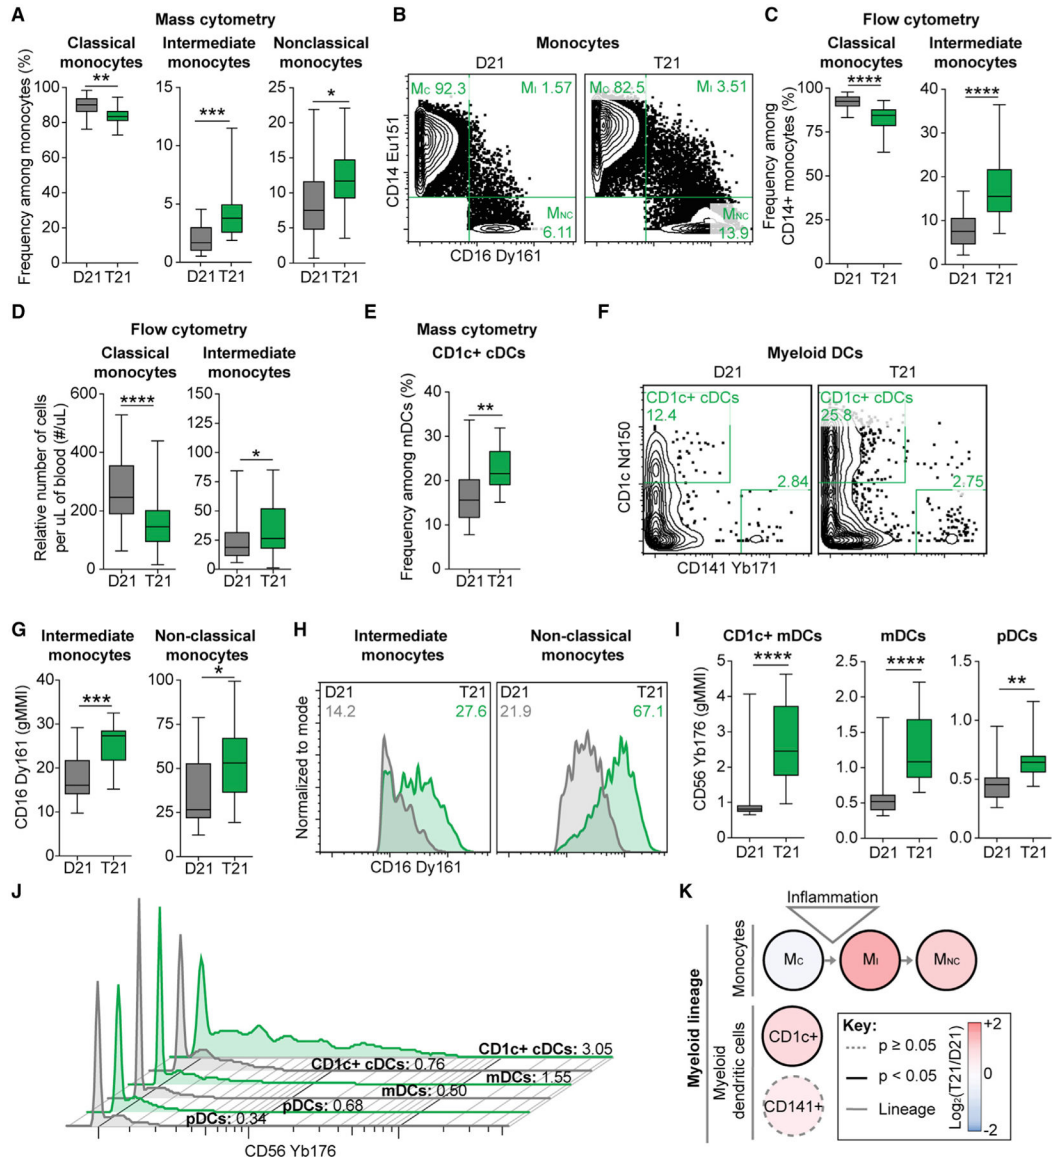 A
Mass cytometry
Classical monocytes
Intermediate monocytes
Nonclassical monocytes
Frequency among monocytes (%)
100
80
60
40
20
0
**
D21 T21
15
10
5
0
***
D21 T21
25
20
15
10
5
0
*
D21 T21
B
Monocytes
D21
T21
Mc 92.3
MI 1.57
MNC
6.11
MC 82.5
MI 3.51
MNC
13.9
CD14 Eu151
CD16 Dy161
C
Flow cytometry
Classical monocytes
Intermediate monocytes
Frequency among
CD14+ monocytes (%)
100
75
50
25
0
****
D21 T21
40
30
20
10
0
****
D21 T21
D
Flow cytometry
Classical monocytes
Intermediate monocytes
Relative number of cells
per uL of blood (#/uL)
600
400
200
0
****
D21 T21
150
125
100
75
50
25
0
*
D21 T21
E
Mass cytometry
CD1c+ cDCs
Frequency among mDCs (%)
40
30
20
10
0
**
D21 T21
F
Myeloid DCs
D21
T21
CD1c+ cDCs
12.4
2.84
CD1c+ cDCs
25.8
2.75
CD1c Nd150
CD141 Yb171
G
Intermediate monocytes
Non-classical monocytes
CD16 Dy161 (gMMI)
40
30
20
10
0
***
D21 T21
100
75
50
25
0
*
D21 T21
H
Intermediate monocytes
Non-classical monocytes
D21 T21
14.2 27.6
D21 T21
21.9 67.1
Normalized to mode
CD16 Dy161
I
CD1c+ mDCs
mDCs
pDCs
CD56 Yb176 (gMMI)
5
4
3
2
1
0
****
D21 T21
2.5
2.0
1.5
1.0
0.5
0.0
****
D21 T21
1.5
1.0
0.5
0.0
**
D21 T21
J
CD1c+ cDCs: 3.05
CD1c+ cDCs: 0.76
mDCs: 1.55
mDCs: 0.50
pDCs: 0.68
pDCs: 0.34
CD56 Yb176
K
Inflammation
Myeloid lineage
Monocytes
MC
MI
MNC
Myeloid
dendritic cells
CD1c+
CD141+
Key:
p ≥ 0.05
p < 0.05
Lineage
Log2(T21/D21)
+2
0
-2